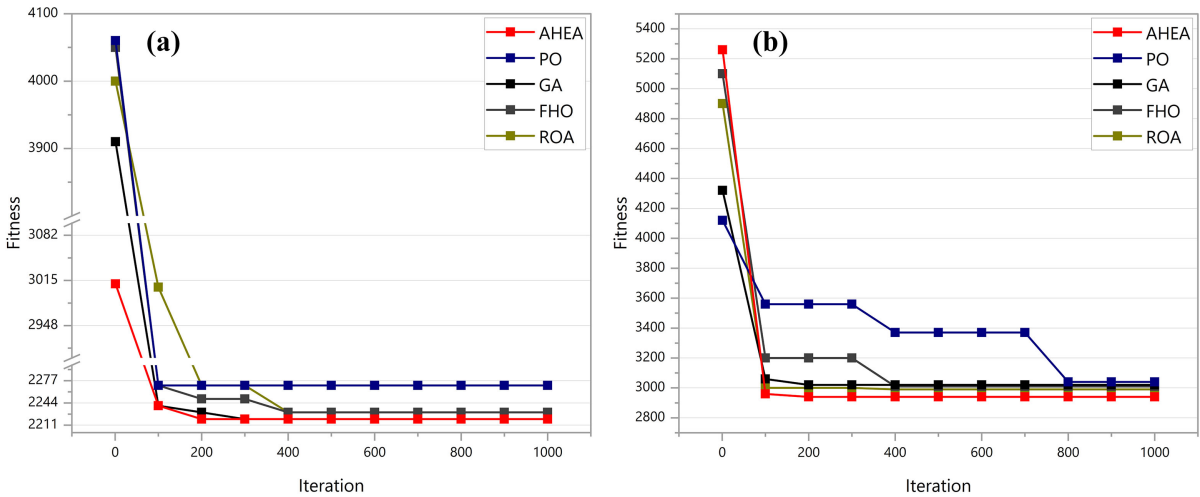 (a)
AHEA
PO
GA
FHO
ROA
4100
4000
3900
3082
3015
2948
2277
2244
2211
Fitness
0
200
400
600
800
1000
Iteration
(b)
AHEA
PO
GA
FHO
ROA
5400
5200
5000
4800
4600
4400
4200
4000
3800
3600
3400
3200
3000
2800
Fitness
0
200
400
600
800
1000
Iteration